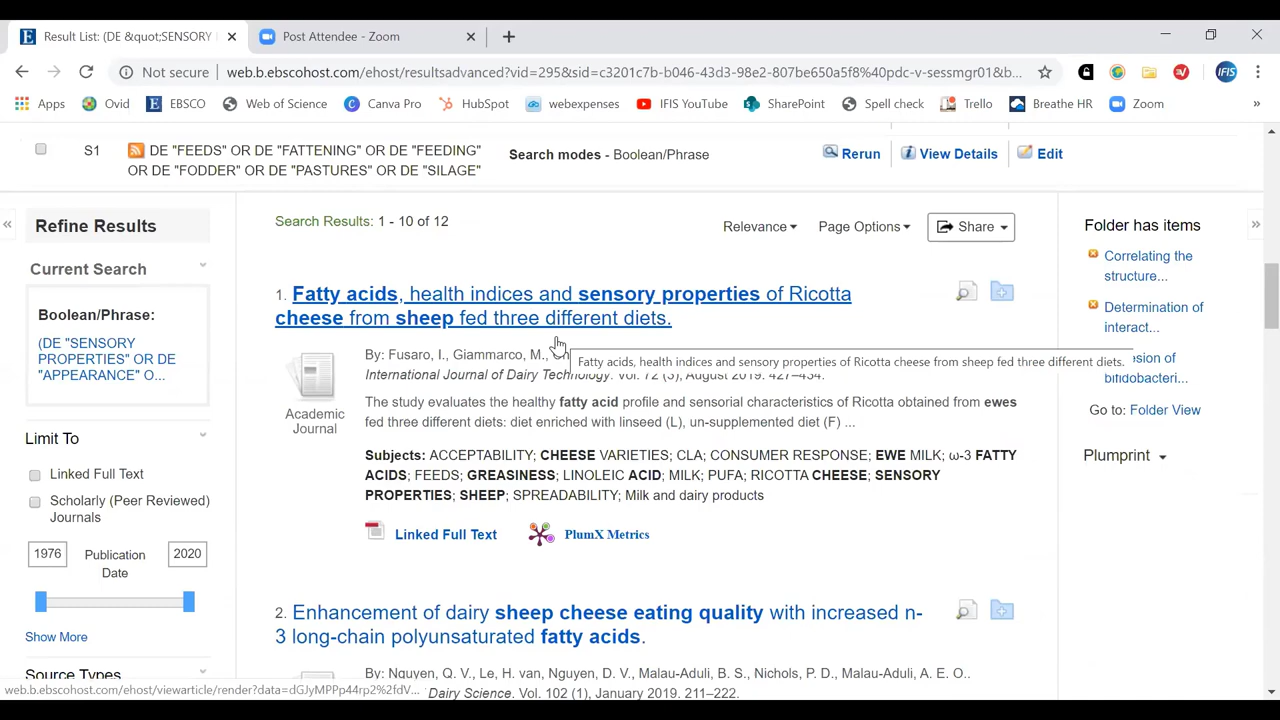 Result List: (DE &quot;SENSORY
Post Attendee - Zoom
Not secure
web.b.ebscohost.com/ehost/resultsadvanced?vid=295&sid=c3201c7b-b046-43d3-98e2-807be650a5f8%40pdc-v-sessmgr01&b...
IFIS
Apps
Ovid
EBSCO
Web of Science
Canva Pro
HubSpot
webexpenses
IFIS YouTube
SharePoint
Spell check
Trello
Breathe HR
Zoom
»
S1
DE "FEEDS" OR DE "FATTENING" OR DE "FEEDING"
OR DE "FODDER" OR DE "PASTURES" OR DE "SILAGE"
Search modes - Boolean/Phrase
Rerun
View Details
Edit
«
Refine Results
Current Search
Boolean/Phrase:
(DE "SENSORY
PROPERTIES" OR DE
"APPEARANCE" O...
Limit To
Linked Full Text
Scholarly (Peer Reviewed)
Journals
1976
Publication
Date
2020
Show More
Source Types
Search Results: 1 - 10 of 12
Relevance
Page Options
Share
1. Fatty acids, health indices and sensory properties of Ricotta
cheese from sheep fed three different diets.
By: Fusaro, I., Giammarco, M.,
Fatty acids, health indices and sensory properties of Ricotta cheese from sheep fed three different diets.
International Journal of Dairy Technology. Vol. 72 (3), August 2019. 427–434.
Academic
Journal
The study evaluates the healthy fatty acid profile and sensorial characteristics of Ricotta obtained from ewes
fed three different diets: diet enriched with linseed (L), un-supplemented diet (F) ...
Subjects: ACCEPTABILITY; CHEESE VARIETIES; CLA; CONSUMER RESPONSE; EWE MILK; ω-3 FATTY
ACIDS; FEEDS; GREASINESS; LINOLEIC ACID; MILK; PUFA; RICOTTA CHEESE; SENSORY
PROPERTIES; SHEEP; SPREADABILITY; Milk and dairy products
Linked Full Text
PlumX Metrics
2. Enhancement of dairy sheep cheese eating quality with increased n-
3 long-chain polyunsaturated fatty acids.
By: Nguyen, Q. V., Le, H. van, Nguyen, D. V., Malau-Aduli, B. S., Nichols, P. D., Malau-Aduli, A. E. O..
Dairy Science. Vol. 102 (1), January 2019. 211–222.
Folder has items
»
Correlating the
structure...
Determination of
interact...
bifidobacteri...
Go to: Folder View
Plumprint
web.b.ebscohost.com/ehost/viewarticle/render?data=dGJyMPPp44rp2%2fdV...